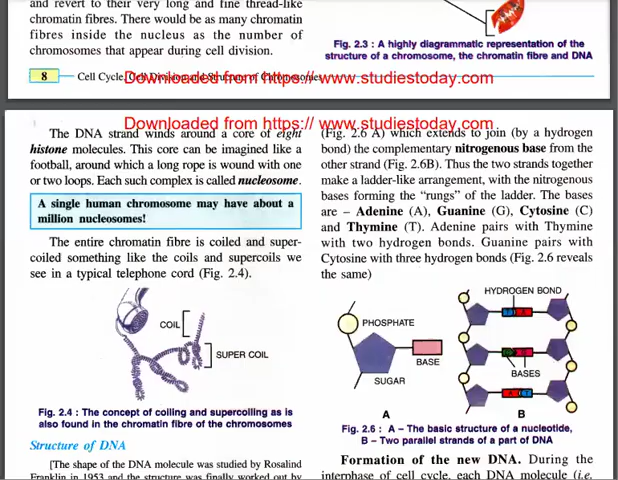 and revert to their very long and fine thread-like
chromatin fibres. There would be as many chromatin
fibres inside the nucleus as the number of
chromosomes that appear during cell division.
Fig. 2.3 : A highly diagrammatic representation of the
structure of a chromosome, the chromatin fibre and DNA
8
Cell Cycle, Cell Division and Structure of Chromosomes
Downloaded from https:// www.studiestoday.com
Downloaded from https:// www.studiestoday.com
The DNA strand winds around a core of eight
histone molecules. This core can be imagined like a
football, around which a long rope is wound with one
or two loops. Each such complex is called nucleosome.
A single human chromosome may have about a
million nucleosomes!
The entire chromatin fibre is coiled and super-
coiled something like the coils and supercoils we
see in a typical telephone cord (Fig. 2.4).
COIL
SUPER COIL
Fig. 2.4 : The concept of coiling and supercoiling as is
also found in the chromatin fibre of the chromosomes
Structure of DNA
[The shape of the DNA molecule was studied by Rosalind
Franklin in 1953 and the structure was finally worked out by
(Fig. 2.6 A) which extends to join (by a hydrogen
bond) the complementary nitrogenous base from the
other strand (Fig. 2.6B). Thus the two strands together
make a ladder-like arrangement, with the nitrogenous
bases forming the “rungs” of the ladder. The bases
are – Adenine (A), Guanine (G), Cytosine (C)
and Thymine (T). Adenine pairs with Thymine
with two hydrogen bonds. Guanine pairs with
Cytosine with three hydrogen bonds (Fig. 2.6 reveals
the same)
PHOSPHATE
BASE
SUGAR
A
HYDROGEN BOND
T A
BASES
A T
B
Fig. 2.6 : A – The basic structure of a nucleotide,
B – Two parallel strands of a part of DNA
Formation of the new DNA. During the
interphase of cell cycle, each DNA molecule (i.e.